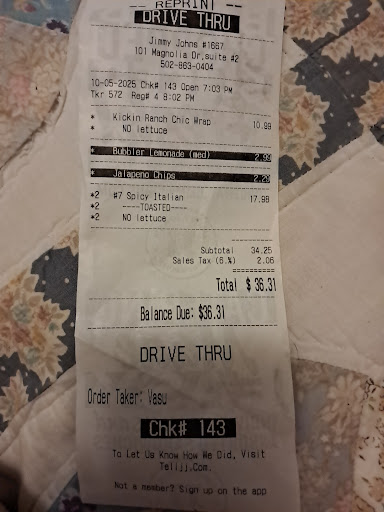 -- REPRINT --
DRIVE THRU
Jimmy Johns #1667
101 Magnolia Dr,suite #2
502-863-0404
10-05-2025 Chk# 143 Open 7:03 PM
Tkr 572 Reg# 4 8:02 PM
* Kickin Ranch Chic Wrap 10.99
* NO lettuce
* Bubbler Lemonade (med) 2.99
* Jalapeno Chips 2.29
*2 #7 Spicy Italian 17.98
*2 ----TOASTED----
*2 NO lettuce
Subtotal 34.25
Sales Tax (6.%) 2.06
Total $ 36.31
Balance Due: $36.31
DRIVE THRU
Order Taker: Vasu
Chk# 143
To Let Us Know How We Did, Visit
Telljj.Com.
Not a member? Sign up on the app